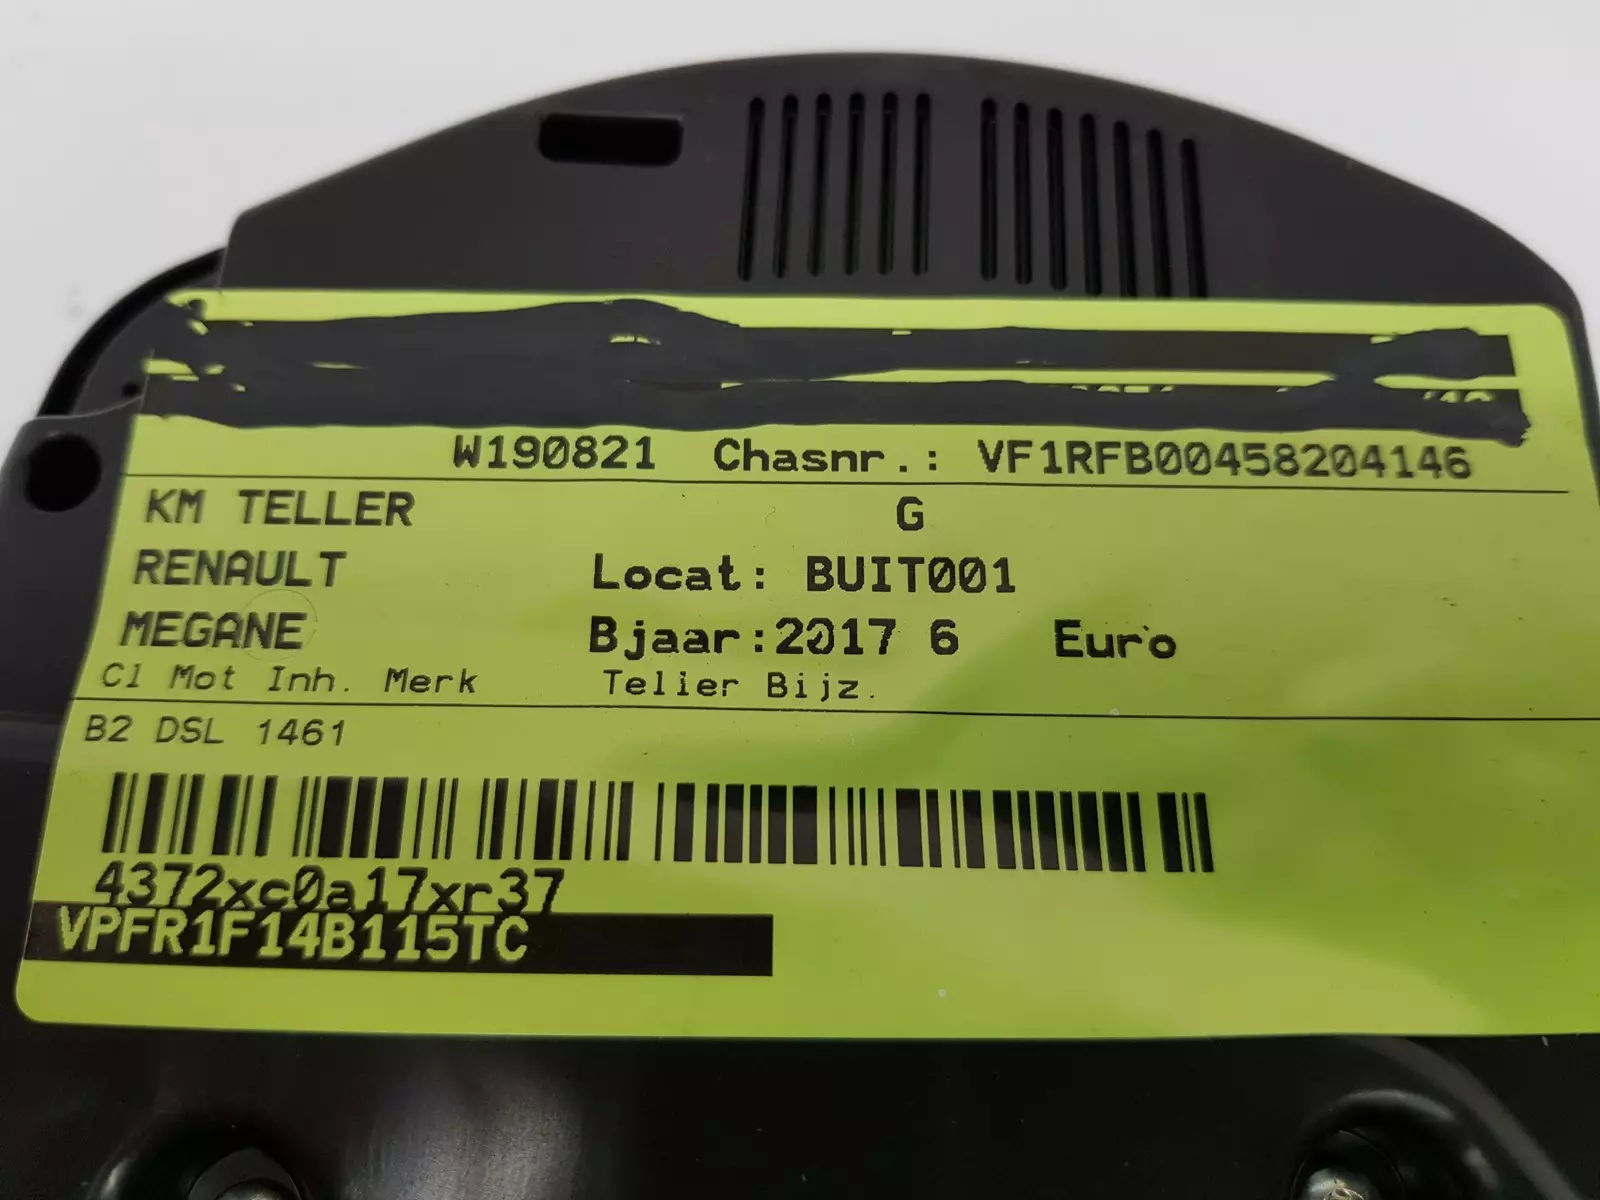 W190821 Chasnr.: VF1RFB00458204146
KM TELLER G
RENAULT Locat: BUIT001
MEGANE Bjaar:2017 6 Euro
Cl Mot Inh. Merk Teller Bijz.
B2 DSL 1461
4372xc0a17xr37
VPFR1F14B115TC